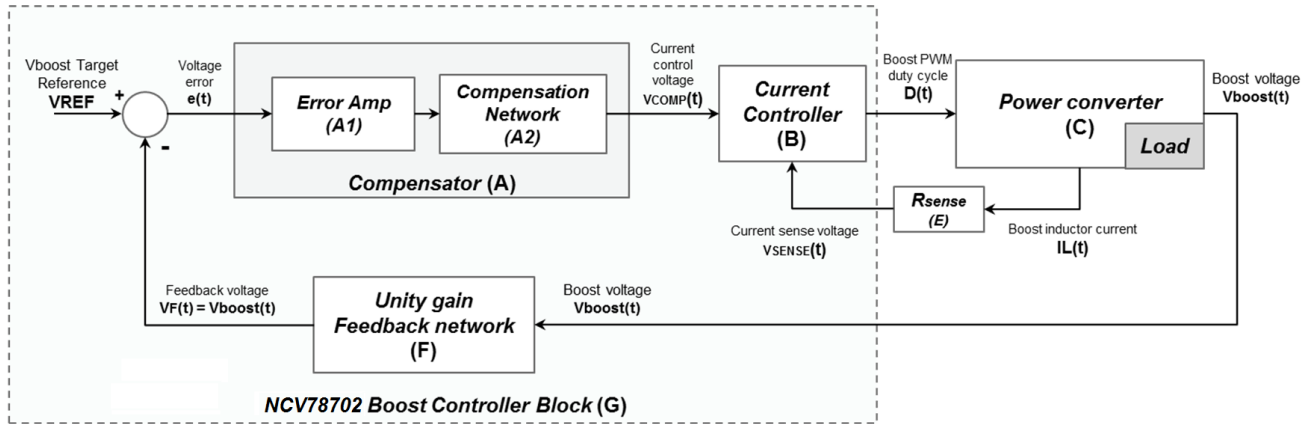 Vboost Target
Reference
VREF
+
-
Voltage
error
e(t)
Error Amp
(A1)
Compensation
Network
(A2)
Compensator (A)
Current
control
voltage
VCOMP(t)
Current
Controller
(B)
Boost PWM
duty cycle
D(t)
Power converter
(C)
Load
Boost voltage
Vboost(t)
Rsense
(E)
Current sense voltage
VSENSE(t)
Boost inductor current
IL(t)
Feedback voltage
VF(t) = Vboost(t)
Unity gain
Feedback network
(F)
Boost voltage
Vboost(t)
NCV78702 Boost Controller Block (G)